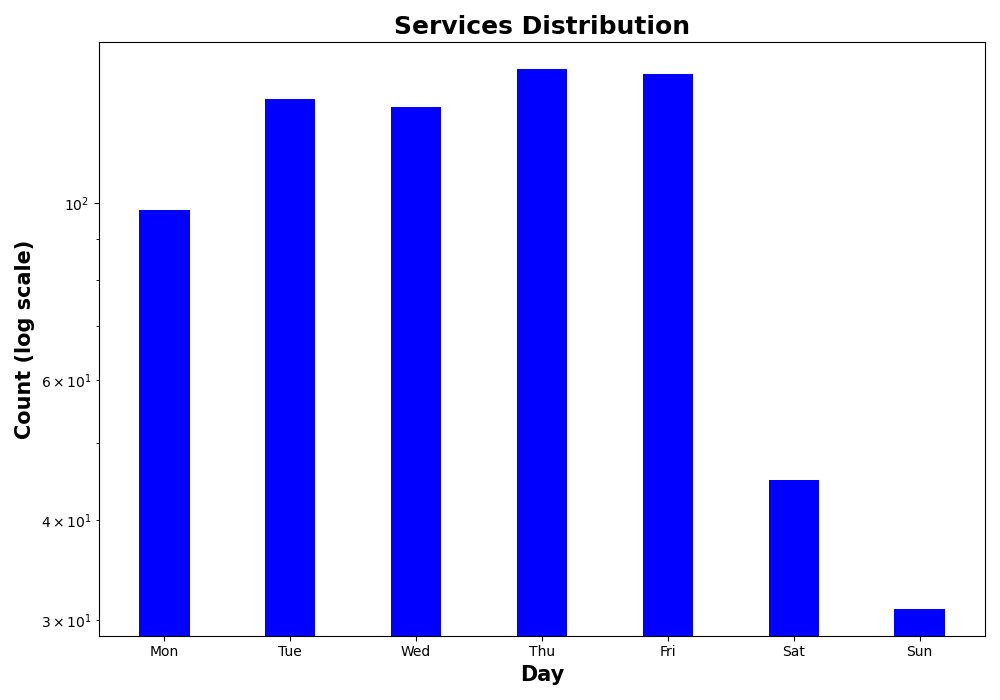 Services Distribution
Count (log scale)
10²
6 × 10¹
4 × 10¹
3 × 10¹
Mon Tue Wed Thu Fri Sat Sun
Day